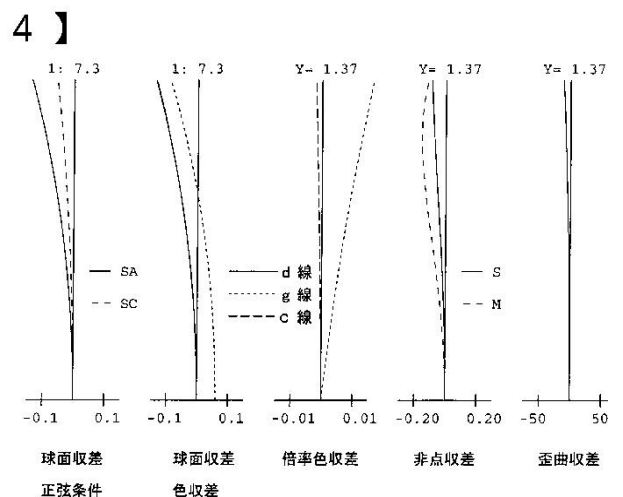 4 】
1: 7.3
1: 7.3
Y= 1.37
Y= 1.37
Y= 1.37
SA
SC
d 線
g 線
C 線
S
M
-0.1 0.1
-0.1 0.1
-0.01 0.01
-0.20 0.20
-50 50
球面収差
正弦条件
球面収差
色収差
倍率色収差
非点収差
歪曲収差